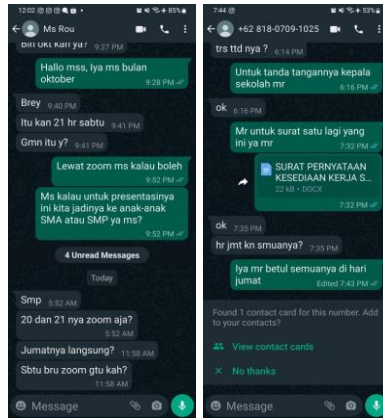 12:02
85%
Ms Rou
Bln okt kan ya? 9:27 PM
Hallo mss, Iya ms bulan
oktober
9:28 PM
Brey 9:40 PM
Itu kan 21 hr sabtu 9:41 PM
Gmn itu y? 9:41 PM
Lewat zoom ms kalau boleh
9:52 PM
Ms kalau untuk presentasinya
ini kita jadinya ke anak-anak
SMA atau SMP ya ms?
9:52 PM
4 Unread Messages
Today
Smp 5:52 AM
20 dan 21 nya zoom aja?
5:52 AM
Jumatnya langsung? 11:58 AM
Sbtu bru zoom gtu kah?
11:58 AM
Message
7:44
53%
+62 818-0709-1025
trs ttd nya ? 6:14 PM
Untuk tanda tangannya kepala
sekolah mr
6:16 PM
ok 6:16 PM
Mr untuk surat satu lagi yang
ini ya mr
7:32 PM
SURAT PERNYATAAN
KESEDIAAN KERJA S...
22 kB • DOCX
7:32 PM
ok 7:35 PM
hr jmt kn smuanya? 7:35 PM
Iya mr betul semuanya di hari
jumat
Edited 7:43 PM
Found 1 contact card for this number. Add
to your contacts?
View contact cards
No thanks
Message